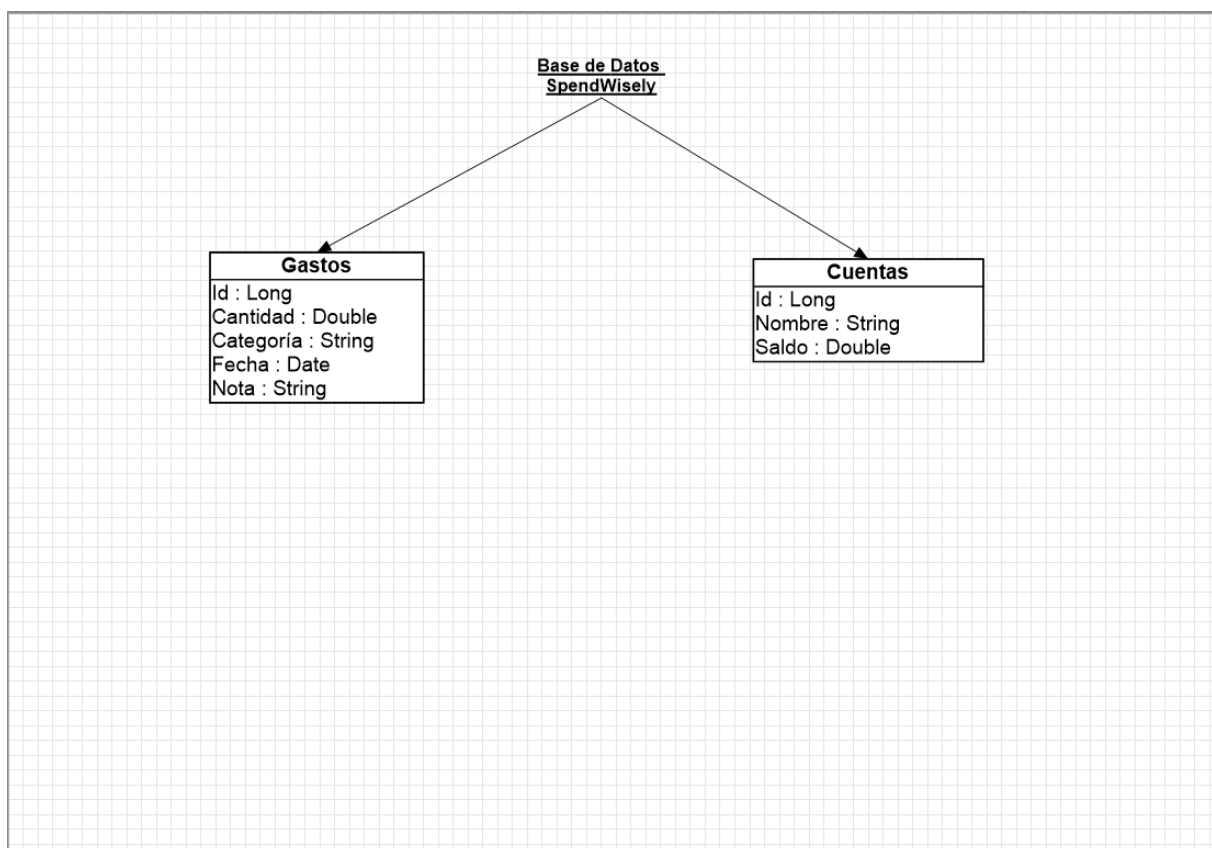 Base de Datos
SpendWisely
Gastos
Id : Long
Cantidad : Double
Categoría : String
Fecha : Date
Nota : String
Cuentas
Id : Long
Nombre : String
Saldo : Double